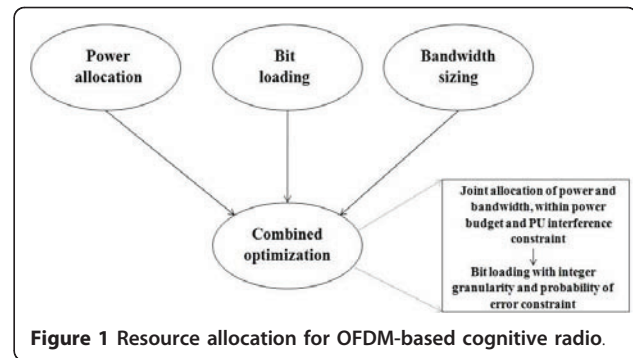 Power
allocation
Bit
loading
Bandwidth
sizing
Combined
optimization
Joint allocation of power and
bandwidth, within power
budget and PU interference
constraint
Bit loading with integer
granularity and probability of
error constraint
Figure 1 Resource allocation for OFDM-based cognitive radio.